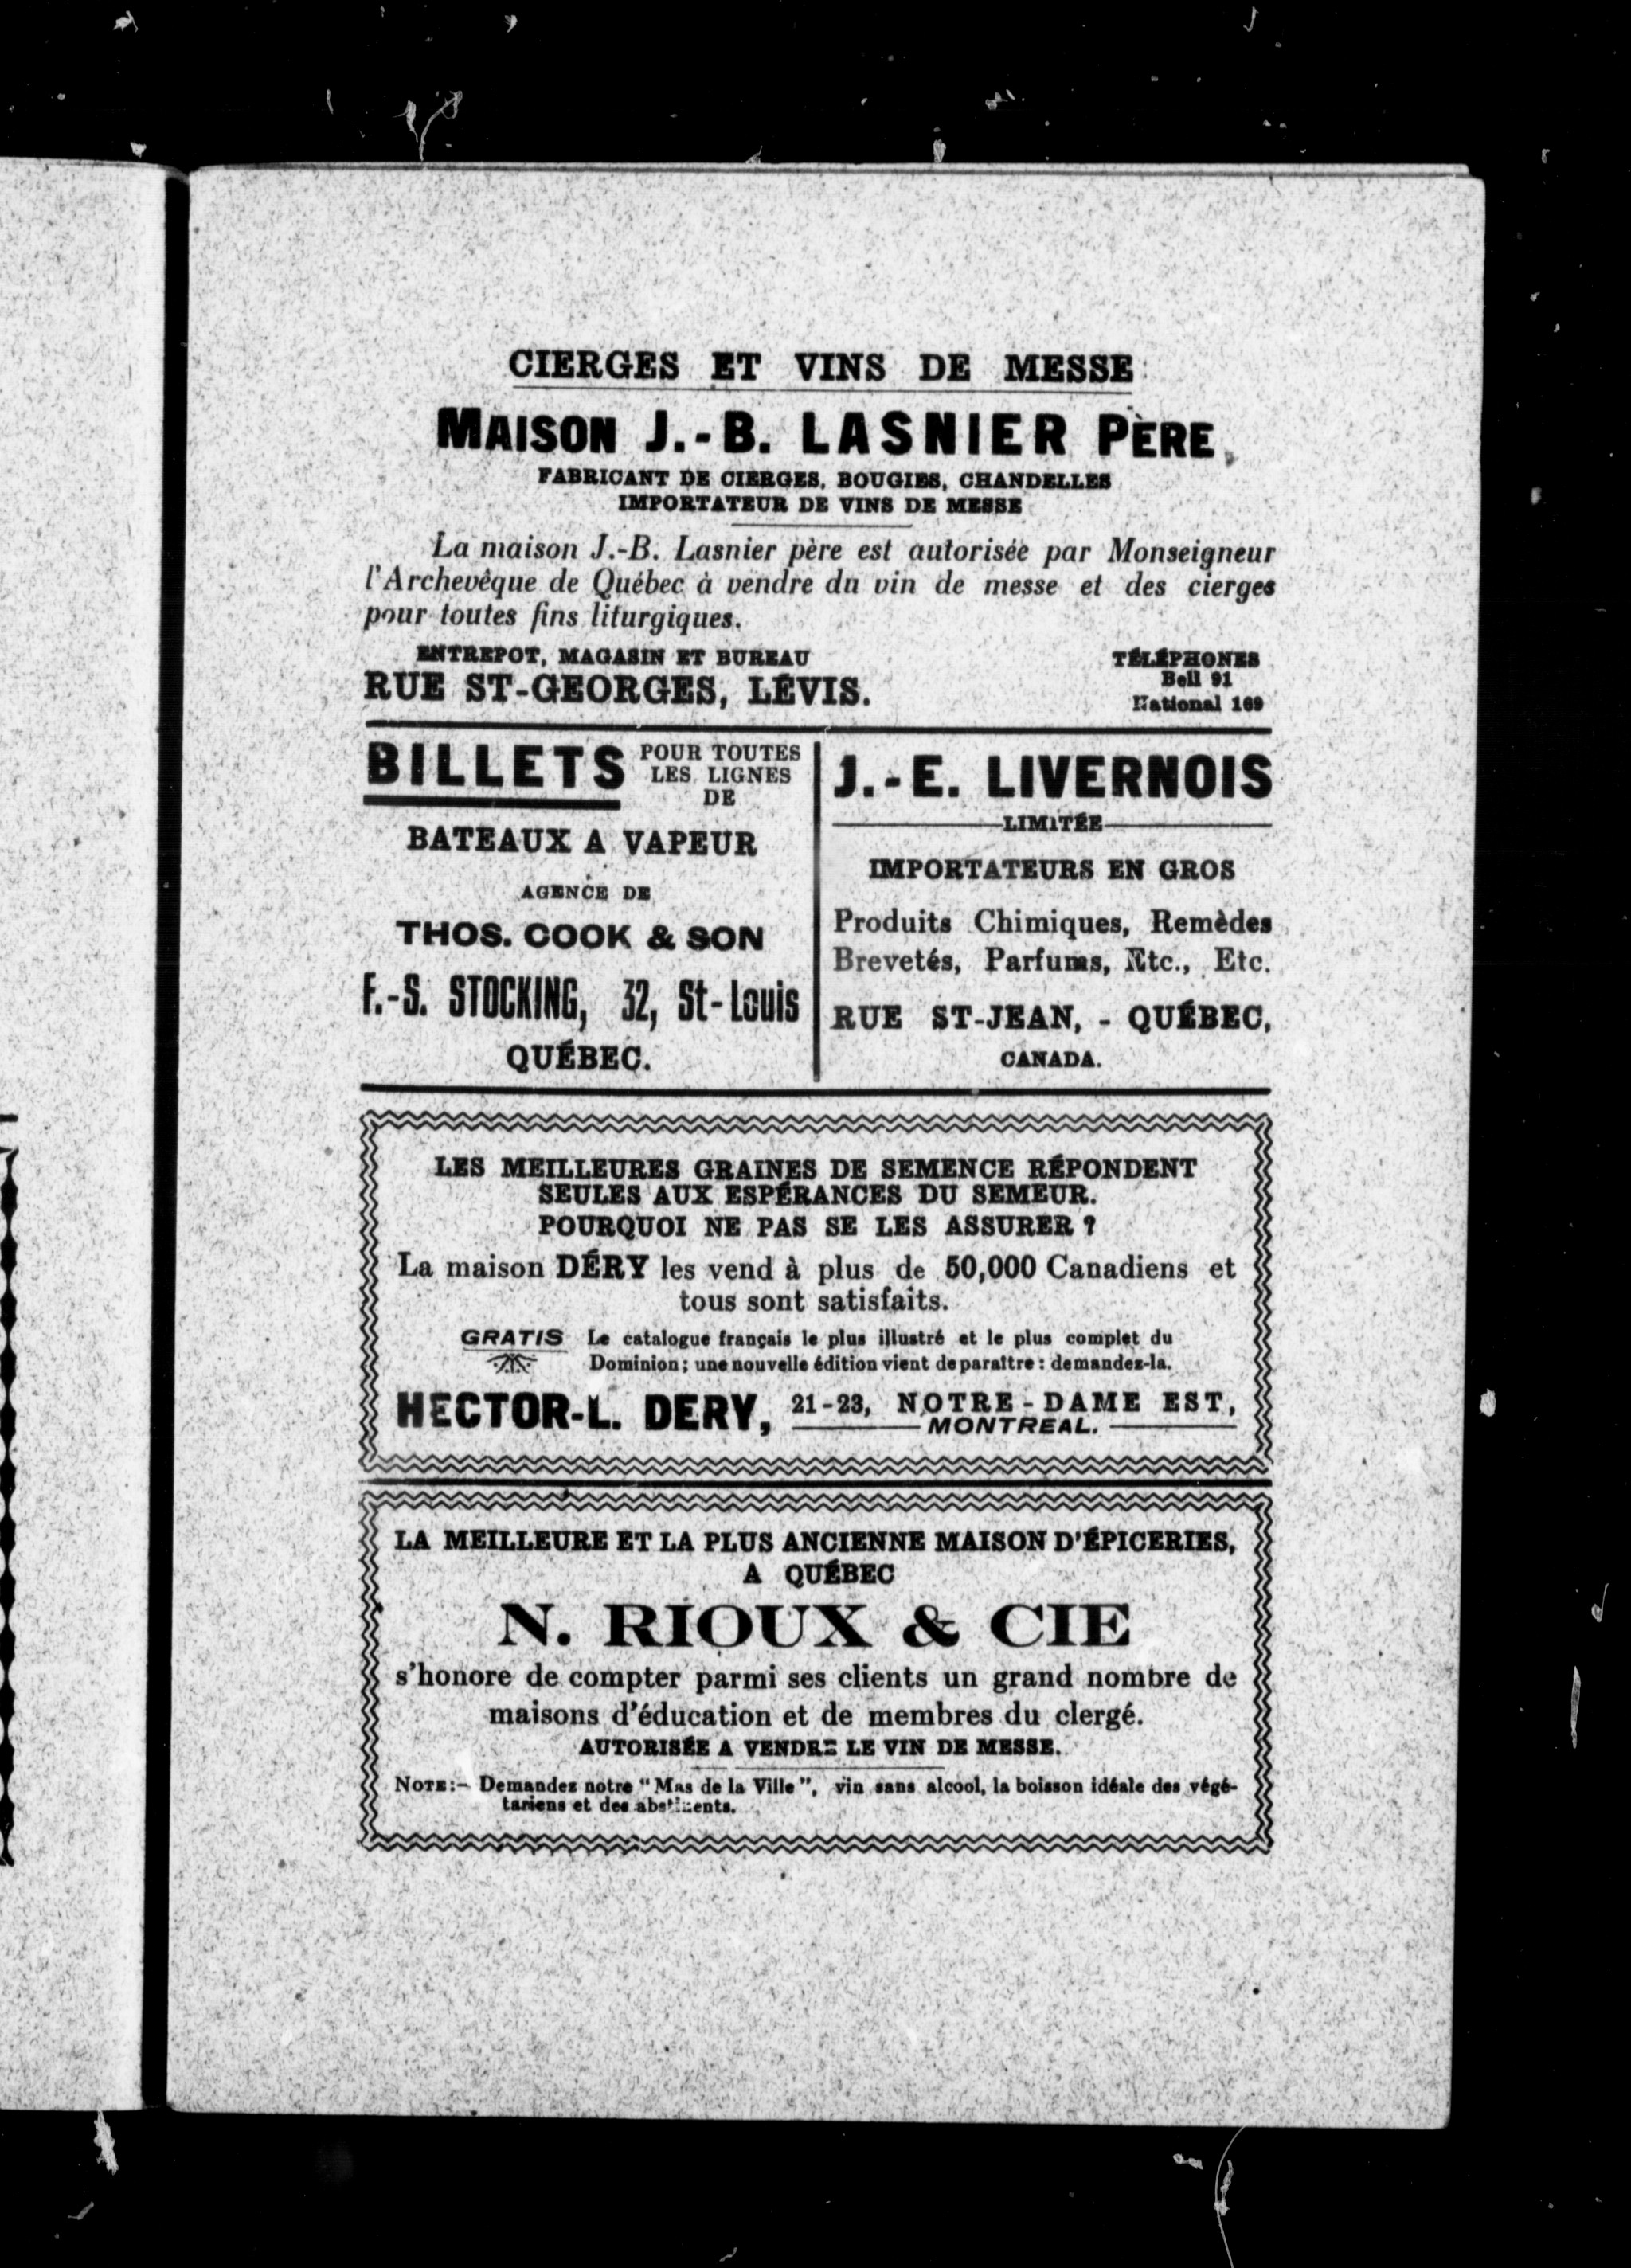 CIERGES ET VINS DE MESSE
MAISON J.-B. LASNIER PÈRE
FABRICANT DE CIERGES, BOUGIES, CHANDELLES
IMPORTATEUR DE VINS DE MESSE
La maison J.-B. Lasnier père est autorisée par Monseigneur
l'Archevêque de Québec à vendre du vin de messe et des cierges
pour toutes fins liturgiques.
ENTREPOT, MAGASIN ET BUREAU
RUE ST-GEORGES, LÉVIS.
TÉLÉPHONES
Bell 91
National 169
BILLETS POUR TOUTES
LES LIGNES
DE
BATEAUX A VAPEUR
AGENCE DE
THOS. COOK & SON
F.-S. STOCKING, 32, St-Louis
QUÉBEC.
J.-E. LIVERNOIS
LIMITÉE
IMPORTATEURS EN GROS
Produits Chimiques, Remèdes
Brevetés, Parfums, Etc., Etc.
RUE ST-JEAN, - QUÉBEC,
CANADA.
LES MEILLEURES GRAINES DE SEMENCE RÉPONDENT
SEULES AUX ESPÉRANCES DU SEMEUR.
POURQUOI NE PAS SE LES ASSURER ?
La maison DÉRY les vend à plus de 50,000 Canadiens et
tous sont satisfaits.
GRATIS Le catalogue français le plus illustré et le plus complet du
Dominion; une nouvelle édition vient de paraître : demandez-la.
HECTOR-L. DERY, 21-23, NOTRE-DAME EST,
MONTREAL.
LA MEILLEURE ET LA PLUS ANCIENNE MAISON D'ÉPICERIES,
A QUÉBEC
N. RIOUX & CIE
s'honore de compter parmi ses clients un grand nombre de
maisons d'éducation et de membres du clergé.
AUTORISÉE A VENDRE LE VIN DE MESSE.
NOTE:- Demandez notre "Mas de la Ville", vin sans alcool, la boisson idéale des végé-
tariens et des abstinents.